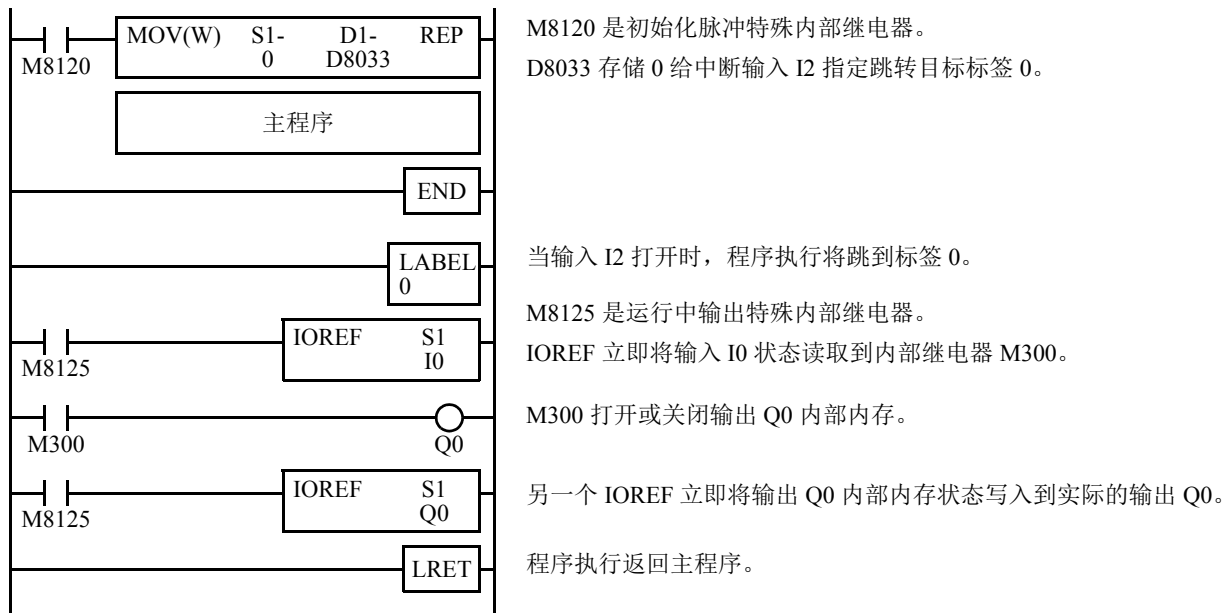 MOV(W) S1- D1- REP
0 D8033
M8120
M8120 是初始化脉冲特殊内部继电器。
D8033 存储 0 给中断输入 I2 指定跳转目标标签 0。
主程序
END
LABEL
0
当输入 I2 打开时，程序执行将跳到标签 0。
IOREF S1
I0
M8125
M8125 是运行中输出特殊内部继电器。
IOREF 立即将输入 I0 状态读取到内部继电器 M300。
M300 Q0
M300 打开或关闭输出 Q0 内部内存。
IOREF S1
Q0
M8125
另一个 IOREF 立即将输出 Q0 内部内存状态写入到实际的输出 Q0。
LRET
程序执行返回主程序。